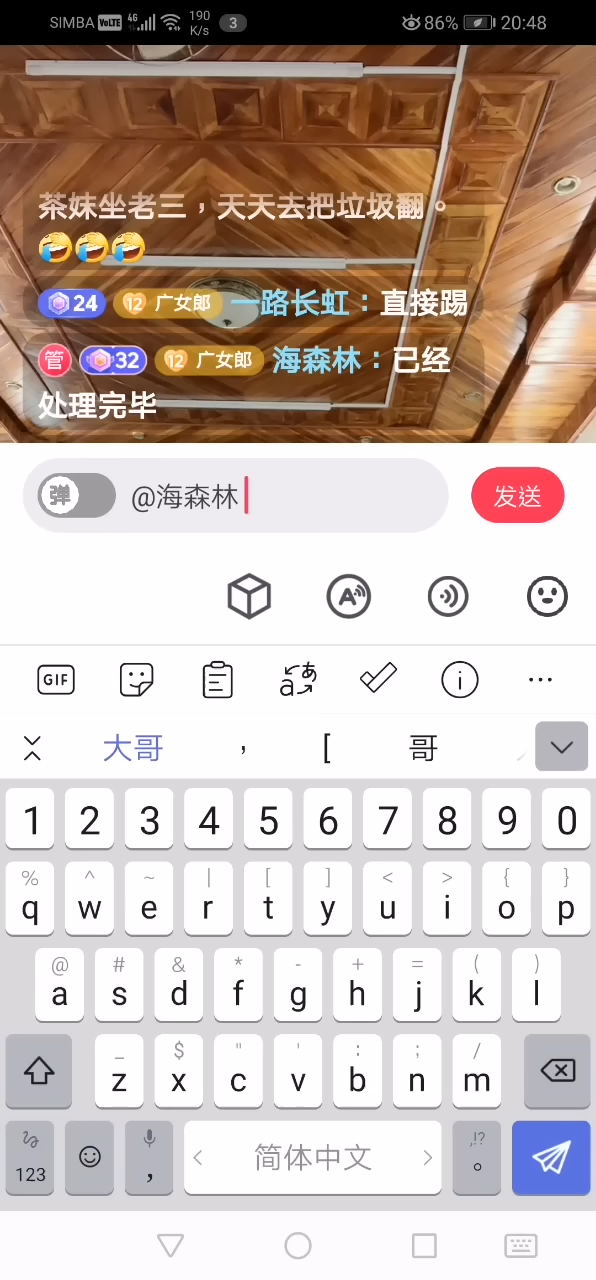 SIMBA VoLTE 4G 190 K/s 3 86% 20:48
茶妹坐老三，天天去把垃圾翻。
🤣🤣🤣
24 12 广女郎 一路长虹：直接踢
管 32 12 广女郎 海森林：已经
处理完毕
弹 @海森林 发送
GIF
大哥 ， [ 哥
1 2 3 4 5 6 7 8 9 0
% ^ ~ | [ ] < > { }
q w e r t y u i o p
@ # & * - + = ( )
a s d f g h j k l
_ $ " ' : ; /
z x c v b n m
,!?
123 , 简体中文 。